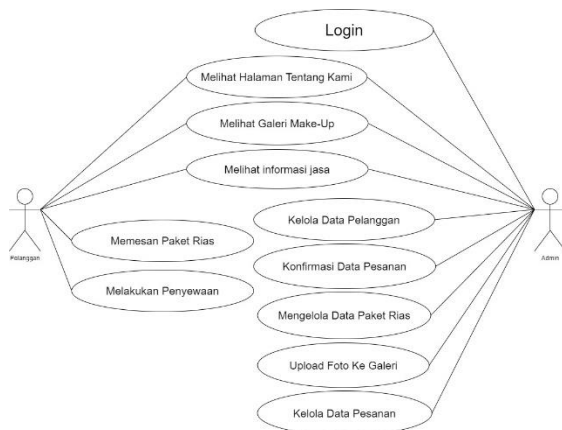 Login
Melihat Halaman Tentang Kami
Melihat Galeri Make-Up
Melihat informasi jasa
Kelola Data Pelanggan
Memesan Paket Rias
Pelanggan
Admin
Konfirmasi Data Pesanan
Melakukan Penyewaan
Mengelola Data Paket Rias
Upload Foto Ke Galeri
Kelola Data Pesanan